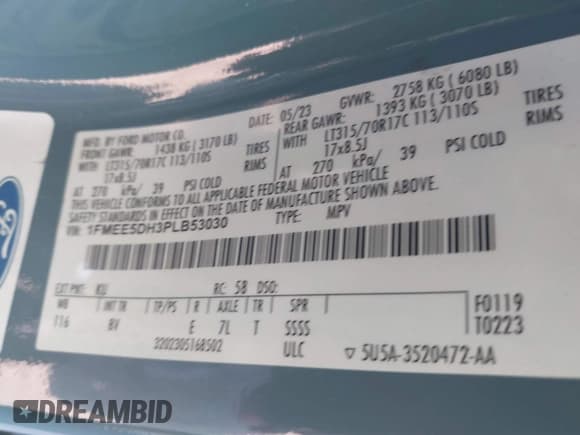 MFD. BY FORD MOTOR CO.
DATE: 05/23 GVWR: 2758 KG ( 6080 LB)
FRONT GAWR: 1438 KG ( 3170 LB) REAR GAWR: 1393 KG ( 3070 LB)
WITH LT315/70R17C 113/110S TIRES WITH LT315/70R17C 113/110S TIRES
17x8.5J RIMS 17x8.5J RIMS
AT 270 kPa/ 39 PSI COLD AT 270 kPa/ 39 PSI COLD
THIS VEHICLE CONFORMS TO ALL APPLICABLE FEDERAL MOTOR VEHICLE
SAFETY STANDARDS IN EFFECT ON THE DATE OF MANUFACTURE SHOWN ABOVE.
VIN: 1FMEE5DH3PLB53030 TYPE: MPV
EXT PNT: RC: 58 DSO:
WB INT TR TP/PS R AXLE TR SPR
116 BV E 7L T SSSS
F0119
T0223
3202305168502 ULC
5U5A-3520472-AA
DREAMBID